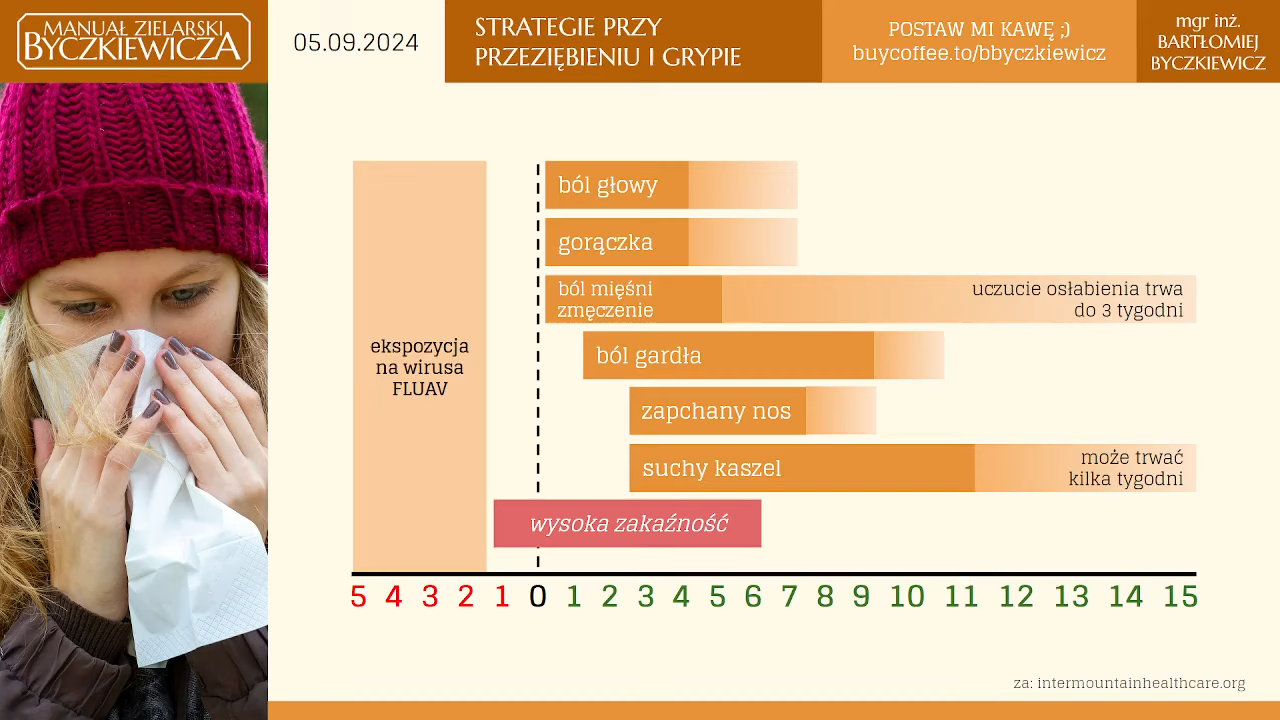 MANUAŁ ZIELARSKI
BYCZKIEWICZA
05.09.2024
STRATEGIE PRZY
PRZEZIĘBIENIU I GRYPIE
POSTAW MI KAWĘ ;)
buycoffee.to/bbyczkiewicz
mgr inż.
BARTŁOMIEJ
BYCZKIEWICZ
ekspozycja
na wirusa
FLUAV
ból głowy
gorączka
ból mięśni
zmęczenie
uczucie osłabienia trwa
do 3 tygodni
ból gardła
zapchany nos
suchy kaszel
może trwać
kilka tygodni
wysoka zakaźność
5 4 3 2 1 0 1 2 3 4 5 6 7 8 9 10 11 12 13 14 15
za: intermountainhealthcare.org